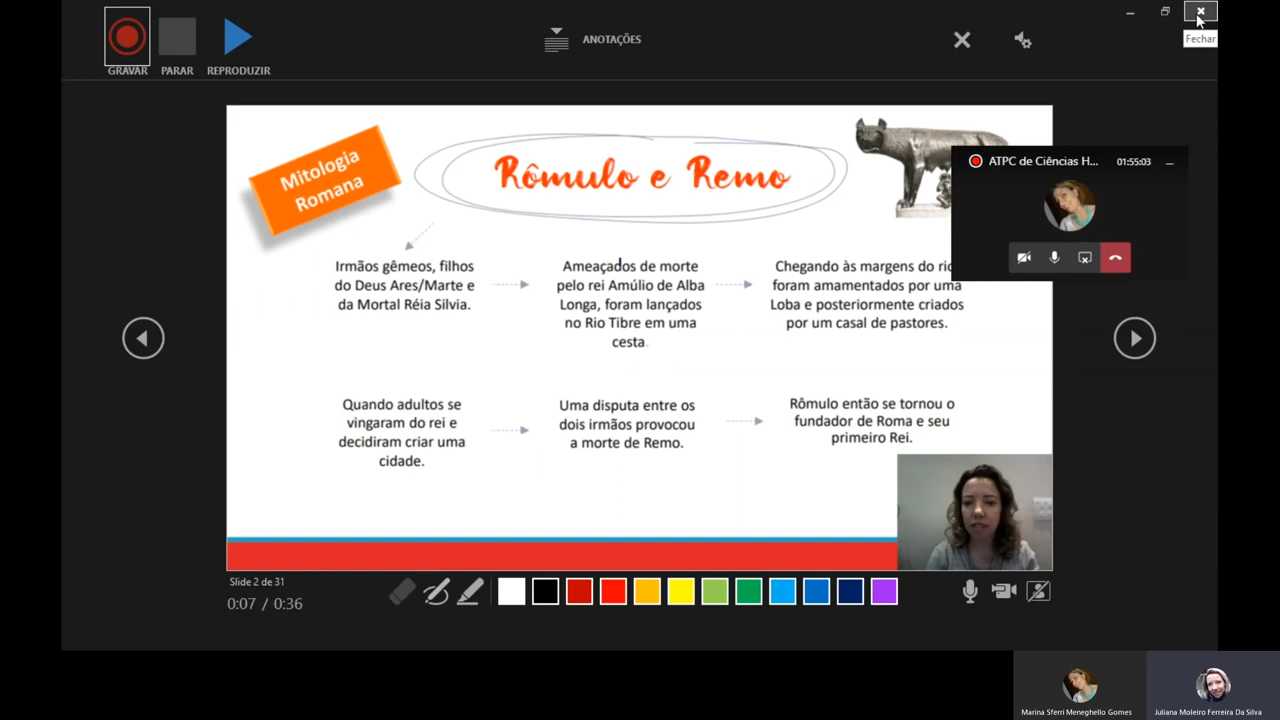 Fechar
GRAVAR PARAR REPRODUZIR
ANOTAÇÕES
Mitologia
Romana
Rômulo e Remo
ATPC de Ciências H... 01:55:03
Irmãos gêmeos, filhos
do Deus Ares/Marte e
da Mortal Réia Silvia.
Ameaçados de morte
pelo rei Amúlio de Alba
Longa, foram lançados
no Rio Tibre em uma
cesta.
Chegando às margens do rio
foram amamentados por uma
Loba e posteriormente criados
por um casal de pastores.
Quando adultos se
vingaram do rei e
decidiram criar uma
cidade.
Uma disputa entre os
dois irmãos provocou
a morte de Remo.
Rômulo então se tornou o
fundador de Roma e seu
primeiro Rei.
Slide 2 de 31
0:07 / 0:36
Marina Sferri Meneghello Gomes
Juliana Moleiro Ferreira Da Silva